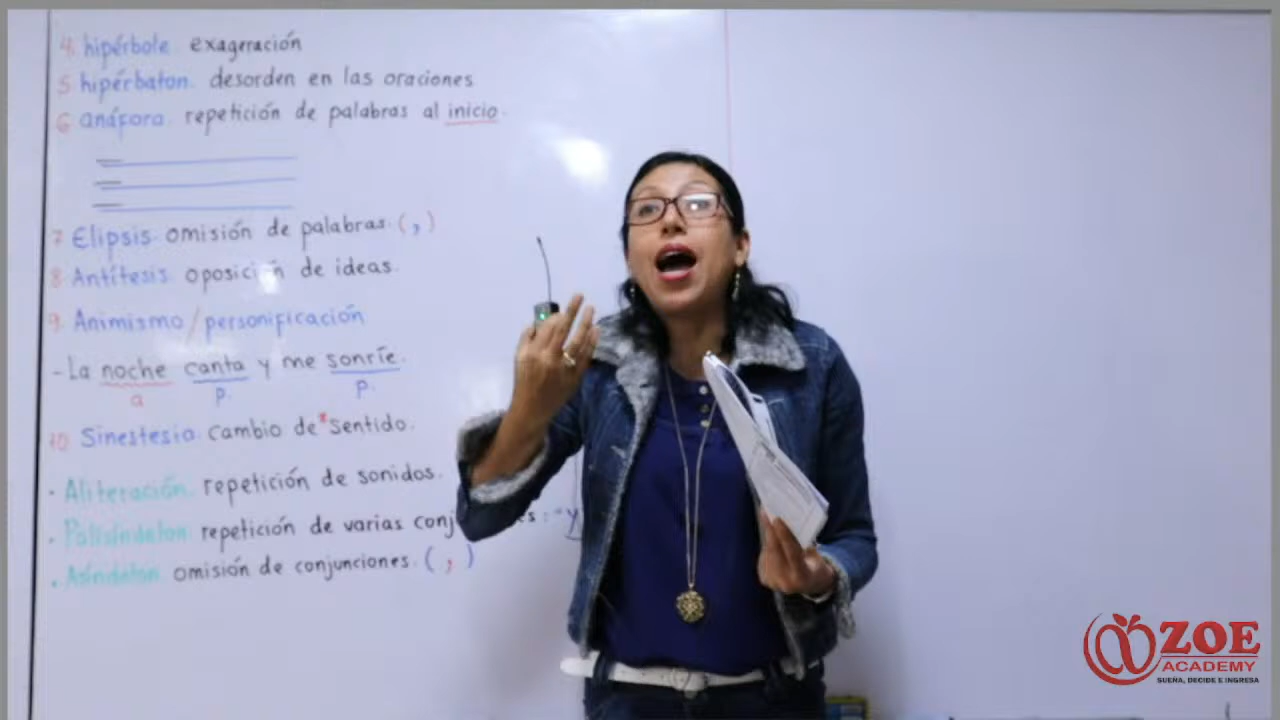 4. hipérbole: exageración
5. hipérbaton: desorden en las oraciones
6. anáfora: repetición de palabras al inicio.
7. Elipsis: omisión de palabras. (,)
8. Antítesis: oposición de ideas.
9. Animismo / personificación
- La noche canta y me sonríe.
a p. p.
10. Sinestesia: cambio de *sentido.
· Aliteración: repetición de sonidos.
· Polisíndeton: repetición de varias : "y
· Asíndeton: omisión de conjunciones. (,)
ZOE
ACADEMY
SUEÑA, DECIDE E INGRESA